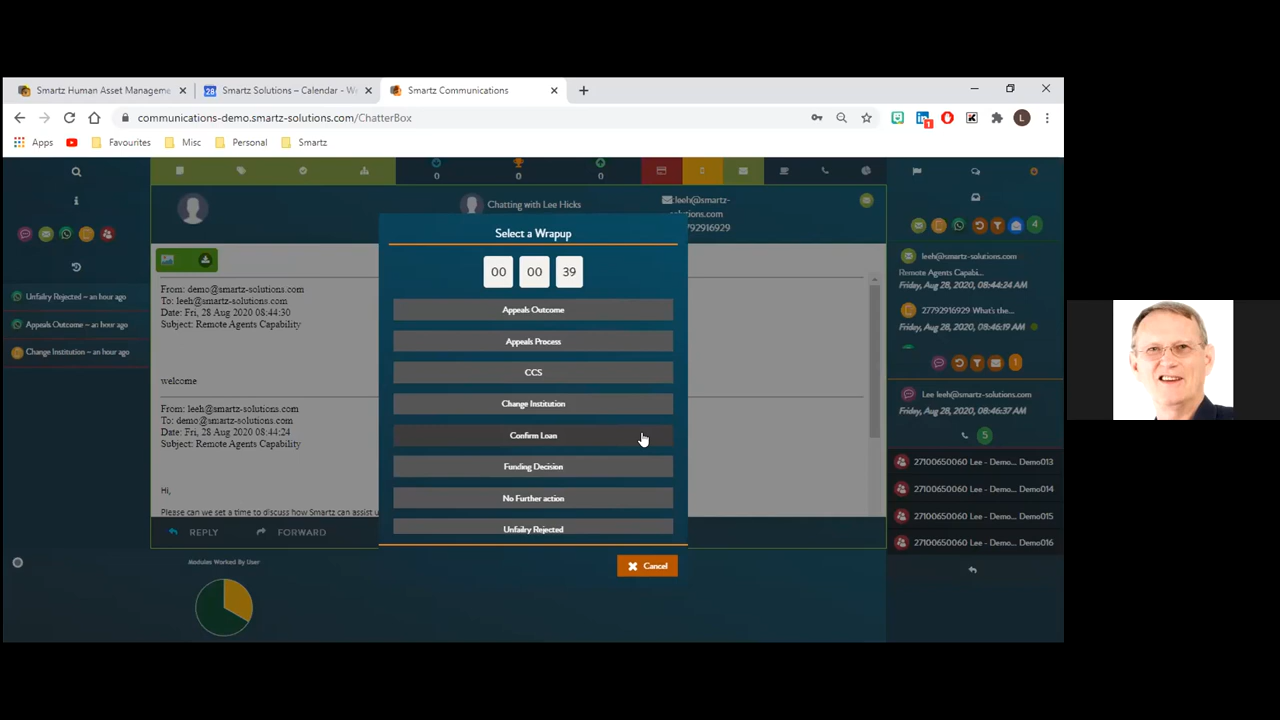 Smartz Human Asset Manageme
Smartz Solutions – Calendar - W
Smartz Communications
communications-demo.smartz-solutions.com/ChatterBox
L
1
Apps
Favourites
Misc
Personal
Smartz
0
0
0
Chatting with Lee Hicks
leeh@smartz-
solutions.com
792916929
Select a Wrapup
00 00 39
Appeals Outcome
Appeals Process
CCS
Change Institution
Confirm Loan
Funding Decision
No Further action
Unfailry Rejected
Cancel
Unfailry Rejected – an hour ago
Appeals Outcome – an hour ago
Change Institution – an hour ago
From: demo@smartz-solutions.com
To: leeh@smartz-solutions.com
Date: Fri, 28 Aug 2020 08:44:30
Subject: Remote Agents Capability
welcome
From: leeh@smartz-solutions.com
To: demo@smartz-solutions.com
Date: Fri, 28 Aug 2020 08:44:24
Subject: Remote Agents Capability
Hi,
Please can we set a time to discuss how Smartz can assist u
REPLY
FORWARD
Modules Worked By User
4
leeh@smartz-solutions.com
Remote Agents Capabi...
Friday, Aug 28, 2020, 08:44:24 AM
27792916929 What's the...
Friday, Aug 28, 2020, 08:46:19 AM
1
Lee leeh@smartz-solutions.com
Friday, Aug 28, 2020, 08:46:37 AM
5
27100650060 Lee - Demo... Demo013
27100650060 Lee - Demo... Demo014
27100650060 Lee - Demo... Demo015
27100650060 Lee - Demo... Demo016